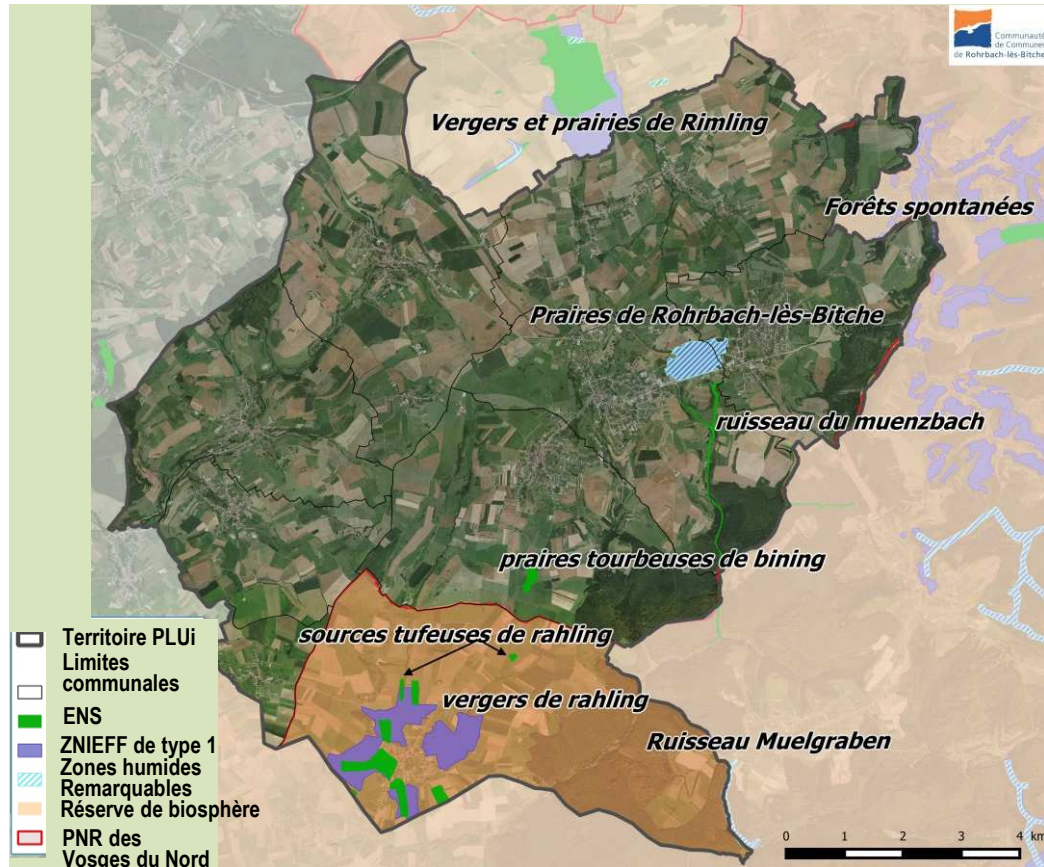 Communauté
de Communes
de Rohrbach-lès-Bitche
Vergers et prairies de Rimling
Forêts spontanées
Praires de Rohrbach-lès-Bitche
ruisseau du muenzbach
praires tourbeuses de bining
sources tufeuses de rahling
vergers de rahling
Ruisseau Muelgraben
Territoire PLUi
Limites
communales
ENS
ZNIEFF de type 1
Zones humides
Remarquables
Réserve de biosphère
PNR des
Vosges du Nord
0 1 2 3 4 km